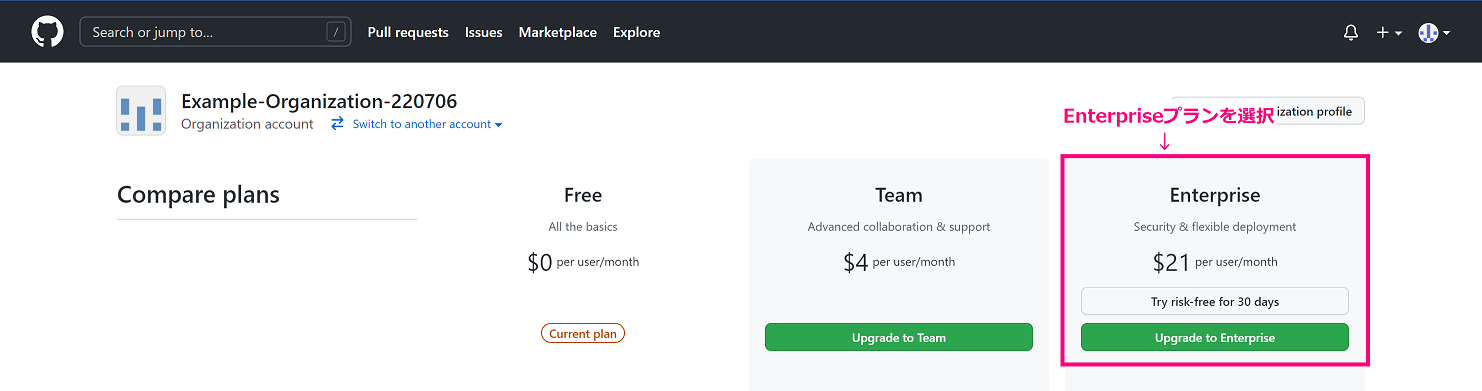 Search or jump to... /
Pull requests Issues Marketplace Explore
Example-Organization-220706
Organization account Switch to another account
Enterpriseプランを選択
ization profile
↓
Compare plans
Free
All the basics
$0 per user/month
Current plan
Team
Advanced collaboration & support
$4 per user/month
Upgrade to Team
Enterprise
Security & flexible deployment
$21 per user/month
Try risk-free for 30 days
Upgrade to Enterprise